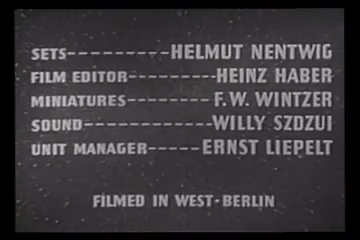 SETS----------HELMUT NENTWIG
FILM EDITOR---------HEINZ HABER
MINIATURES---------F.W. WINTZER
SOUND-------------WILLY SZDZUI
UNIT MANAGER-----ERNST LIEPELT
FILMED IN WEST-BERLIN